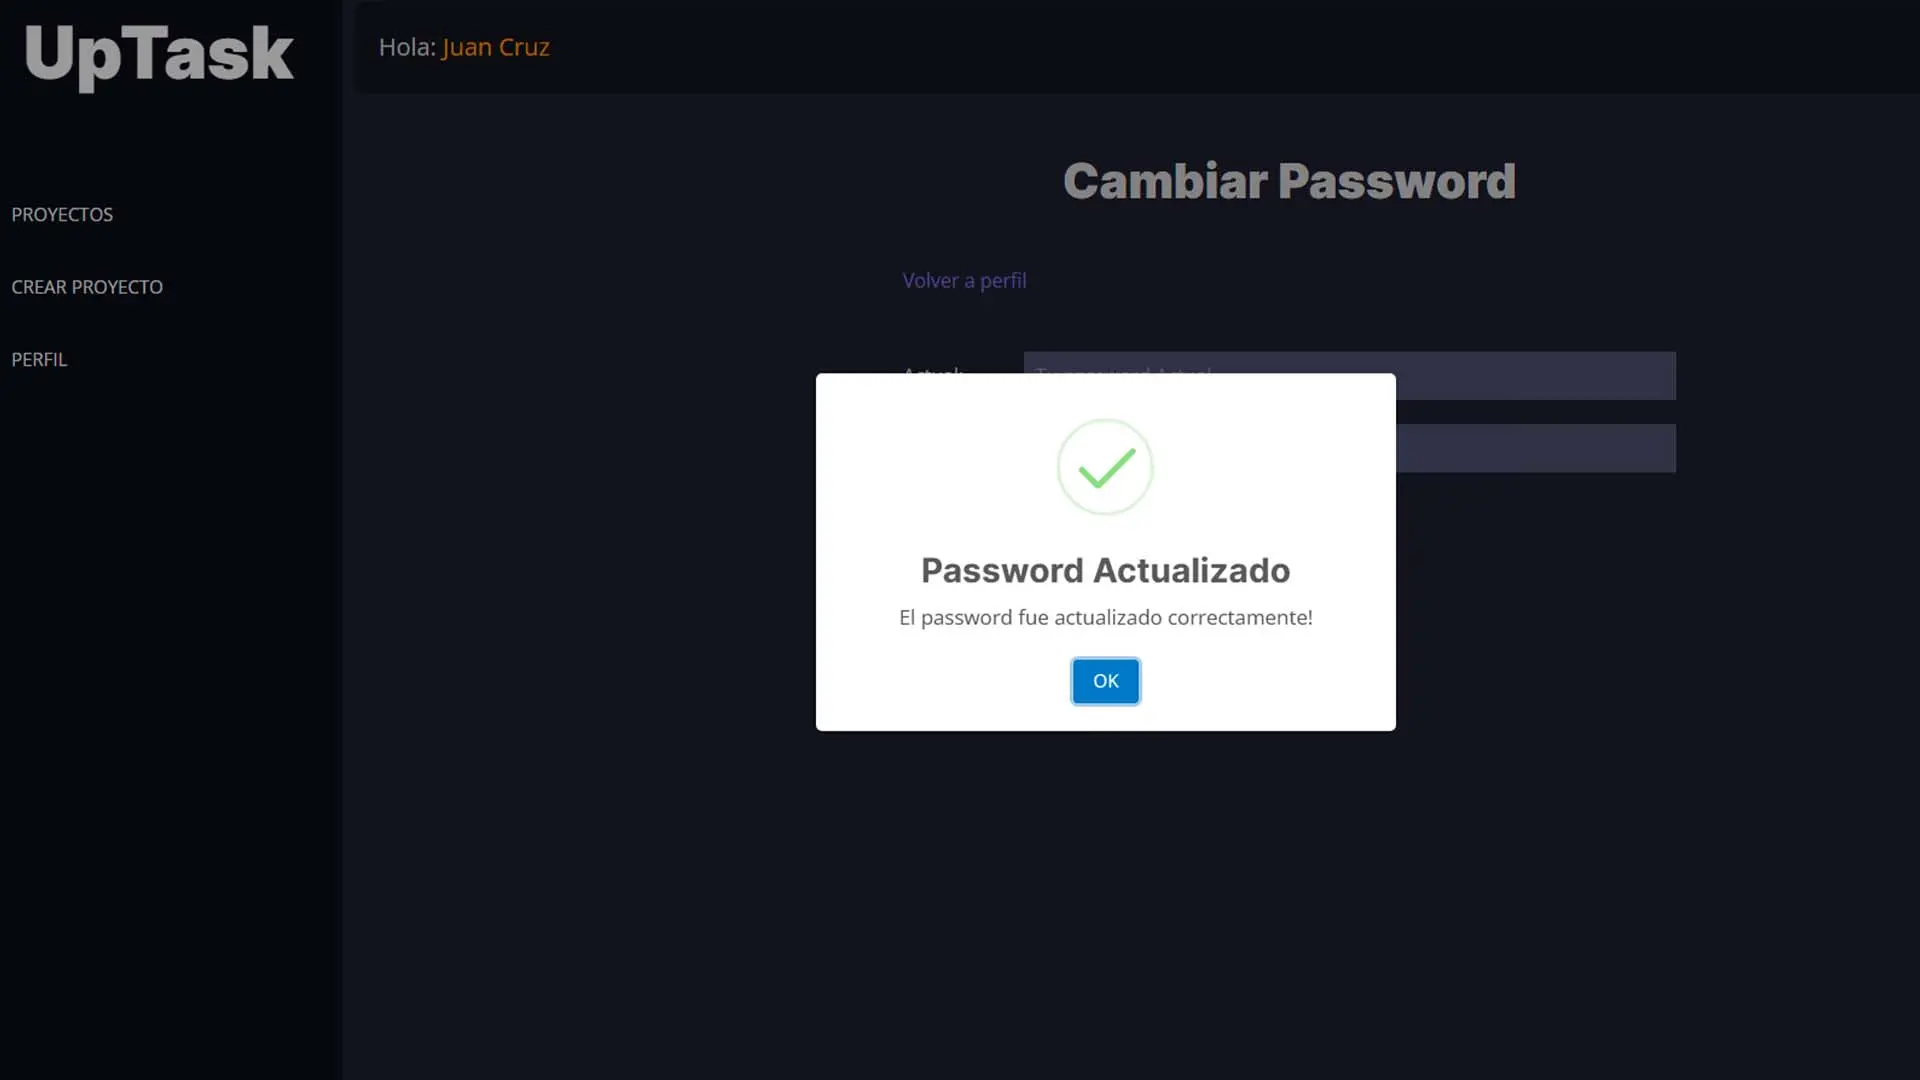 UpTask
Hola: Juan Cruz
PROYECTOS
CREAR PROYECTO
PERFIL
Cambiar Password
Volver a perfil
Password Actualizado
El password fue actualizado correctamente!
OK